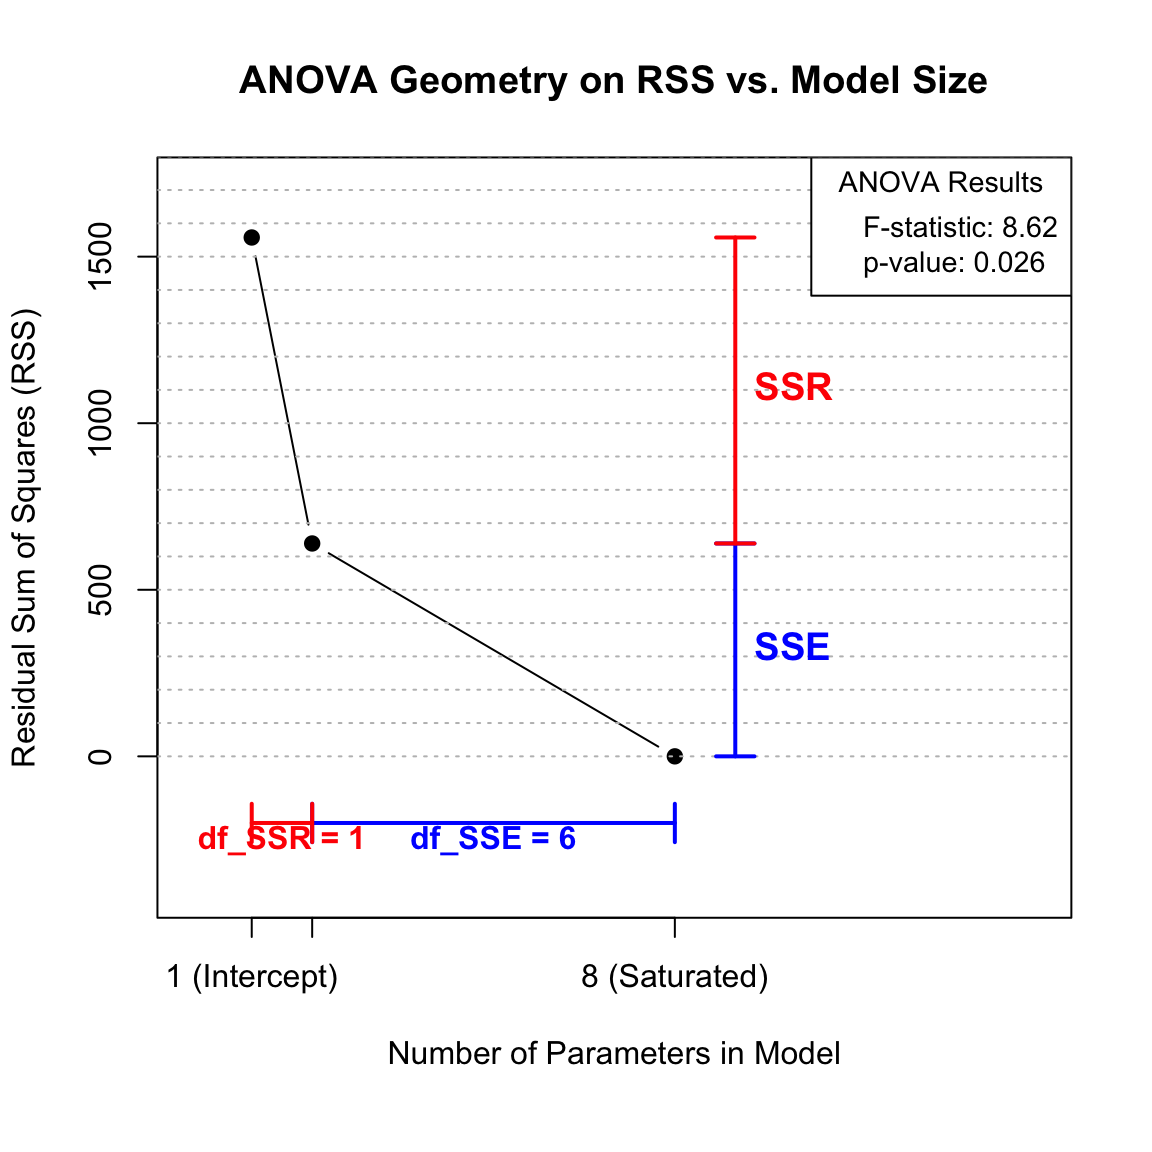 ANOVA Geometry on RSS vs. Model Size
ANOVA Results
F-statistic: 8.62
p-value: 0.026
Residual Sum of Squares (RSS)
1500
1000
500
0
SSR
SSE
df_SSR = 1
df_SSE = 6
1 (Intercept)
8 (Saturated)
Number of Parameters in Model